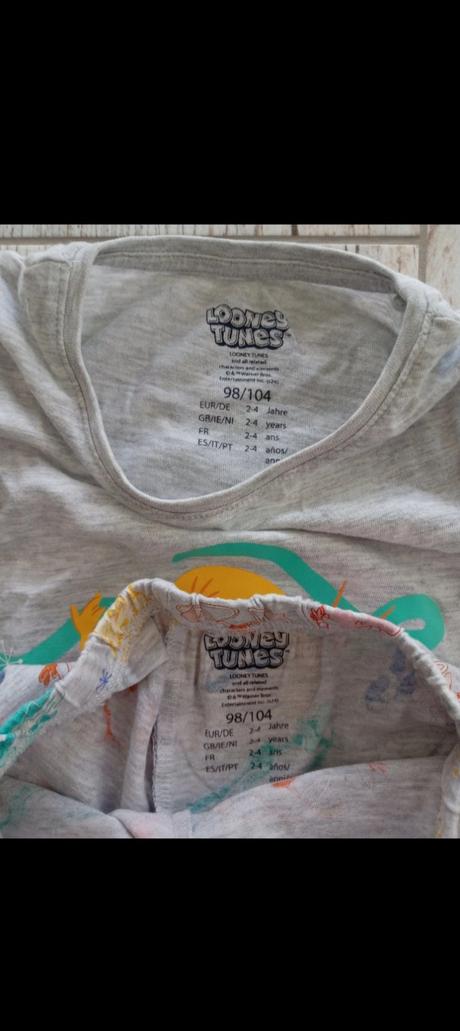 LOONEY
TUNES™
LOONEY TUNES
and all related
characters and elements
© & ™ Warner Bros.
Entertainment Inc. (s24)
98/104
EUR/DE 2-4 Jahre
GB/IE/NI 2-4 years
FR 2-4 ans
ES/IT/PT 2-4 años/
LOONEY
TUNES™
LOONEY TUNES
and all related
characters and elements
© & ™ Warner Bros.
Entertainment Inc. (s24)
98/104
EUR/DE 2-4 Jahre
GB/IE/NI 2-4 years
FR 2-4 ans
ES/IT/PT 2-4 años/